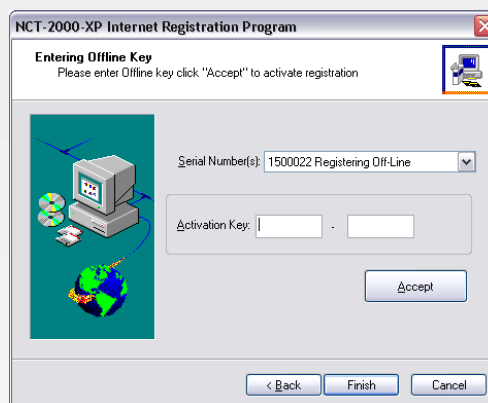 NCT-2000-XP Internet Registration Program
Entering Offline Key
Please enter Offline key click "Accept" to activate registration
Serial Number(s): 1500022 Registering Off-Line
Activation Key: -
Accept
< Back Finish Cancel